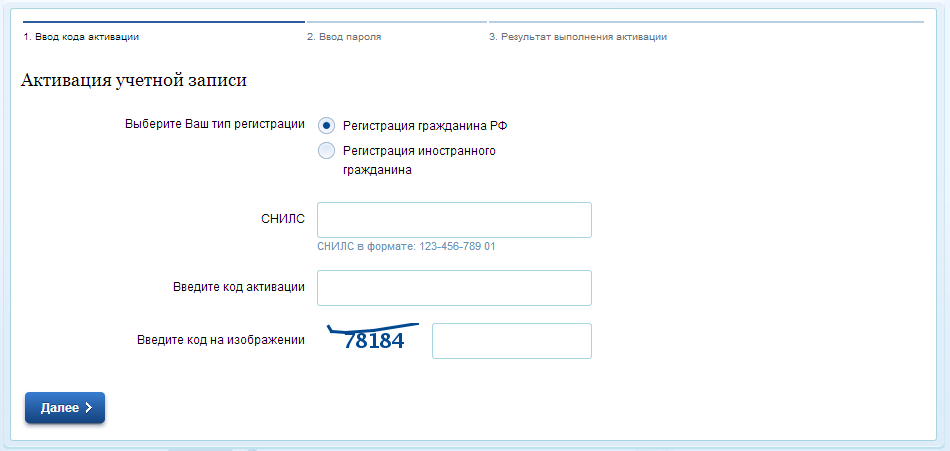 1. Ввод кода активации
2. Ввод пароля
3. Результат выполнения активации
Активация учетной записи
Выберите Ваш тип регистрации
Регистрация гражданина РФ
Регистрация иностранного
гражданина
СНИЛС
СНИЛС в формате: 123-456-789 01
Введите код активации
Введите код на изображении
78184
Далее